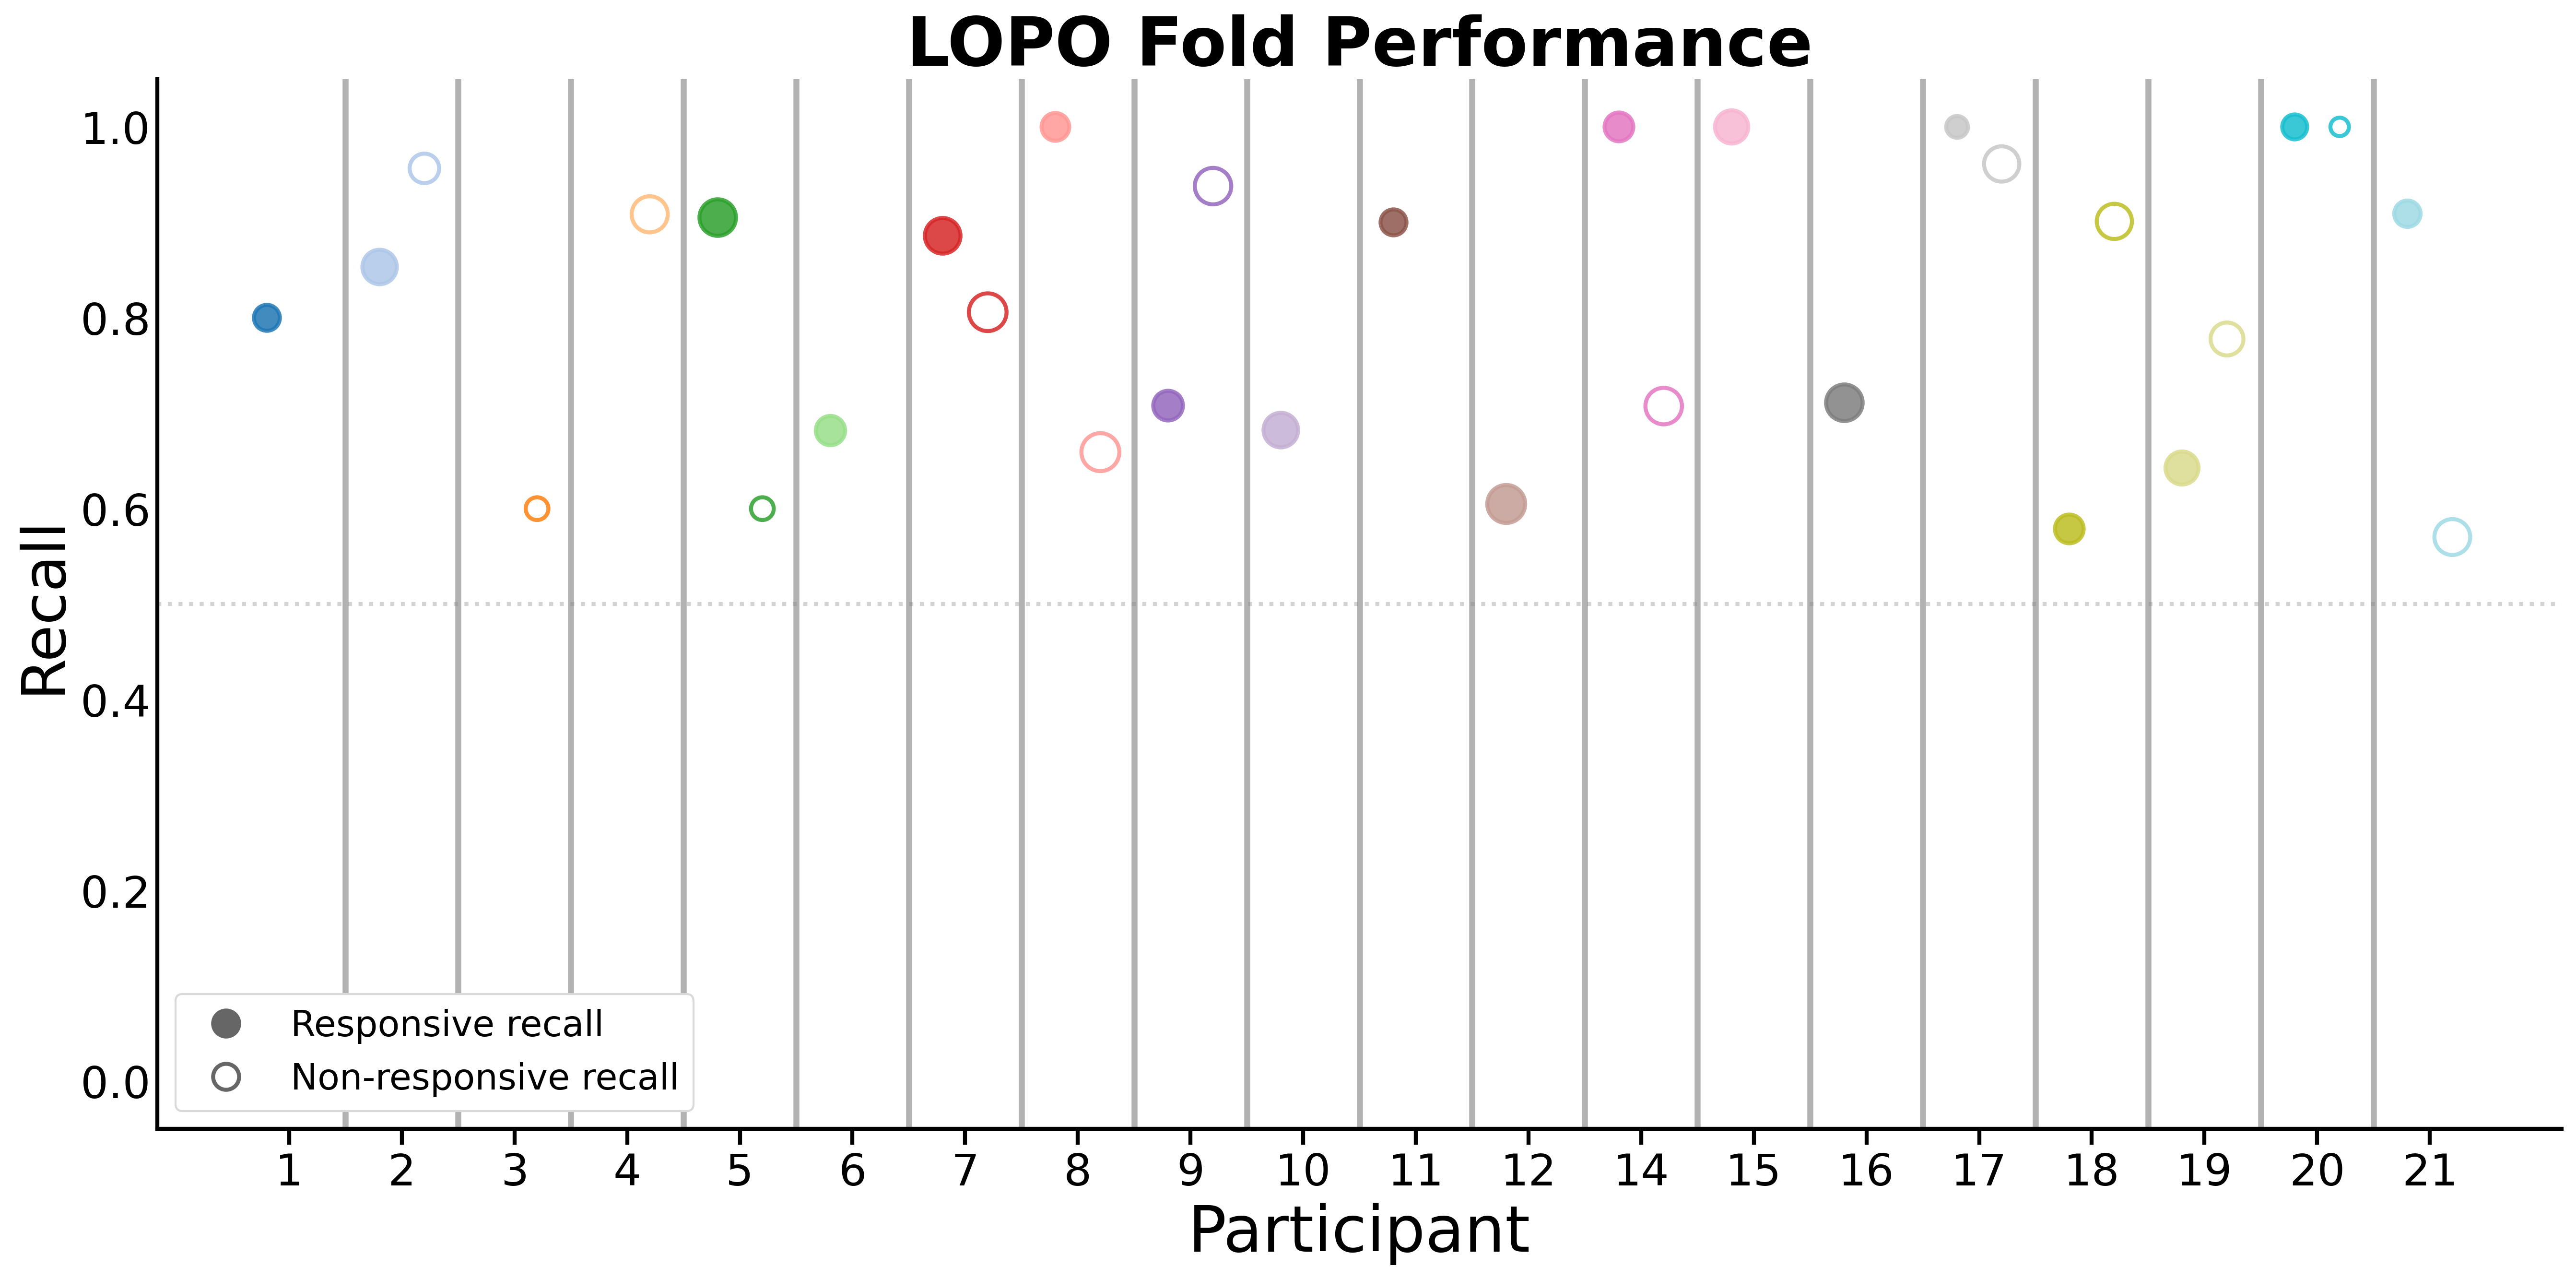 LOPO Fold Performance
1.0
0.8
0.6
0.4
0.2
0.0
Recall
Responsive recall
Non-responsive recall
1 2 3 4 5 6 7 8 9 10 11 12 14 15 16 17 18 19 20 21
Participant